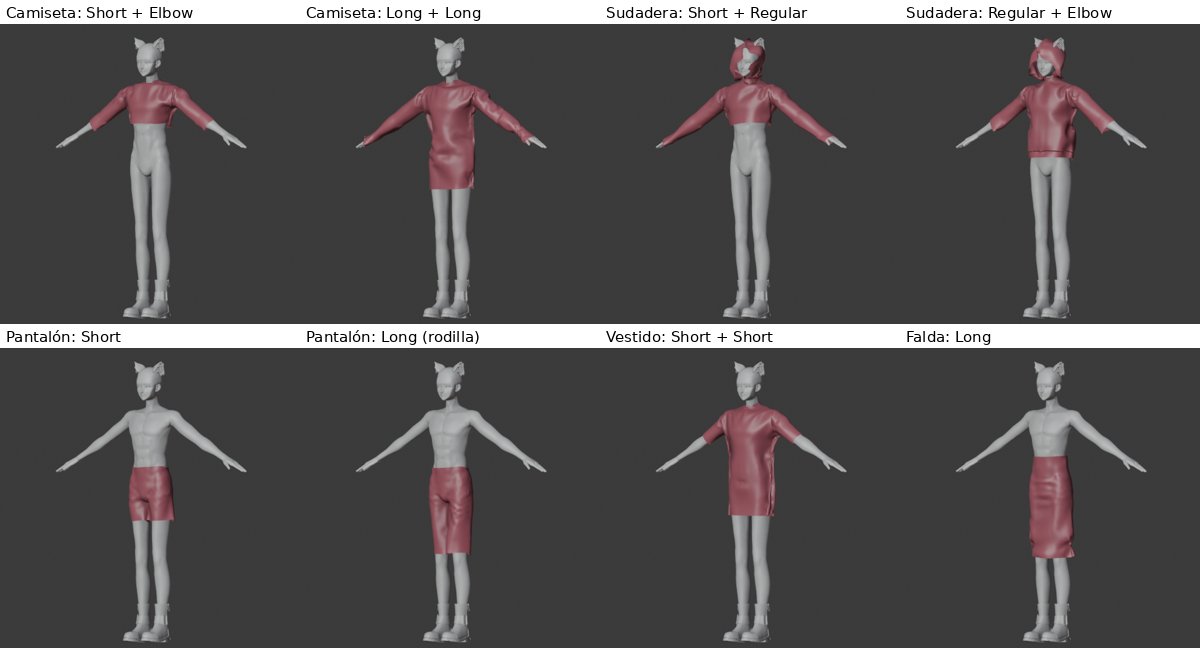 Camiseta: Short + Elbow
Camiseta: Long + Long
Sudadera: Short + Regular
Sudadera: Regular + Elbow
Pantalón: Short
Pantalón: Long (rodilla)
Vestido: Short + Short
Falda: Long